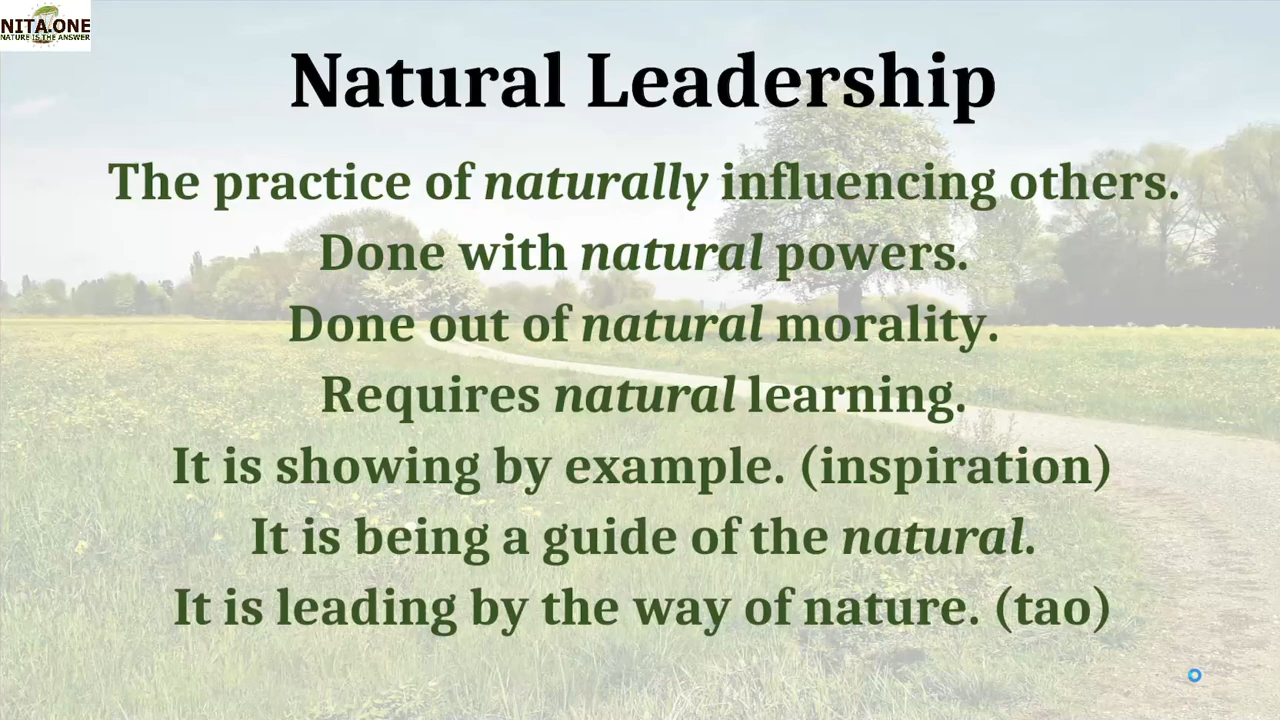 NITA.ONE
NATURE IS THE ANSWER
Natural Leadership
The practice of naturally influencing others.
Done with natural powers.
Done out of natural morality.
Requires natural learning.
It is showing by example. (inspiration)
It is being a guide of the natural.
It is leading by the way of nature. (tao)